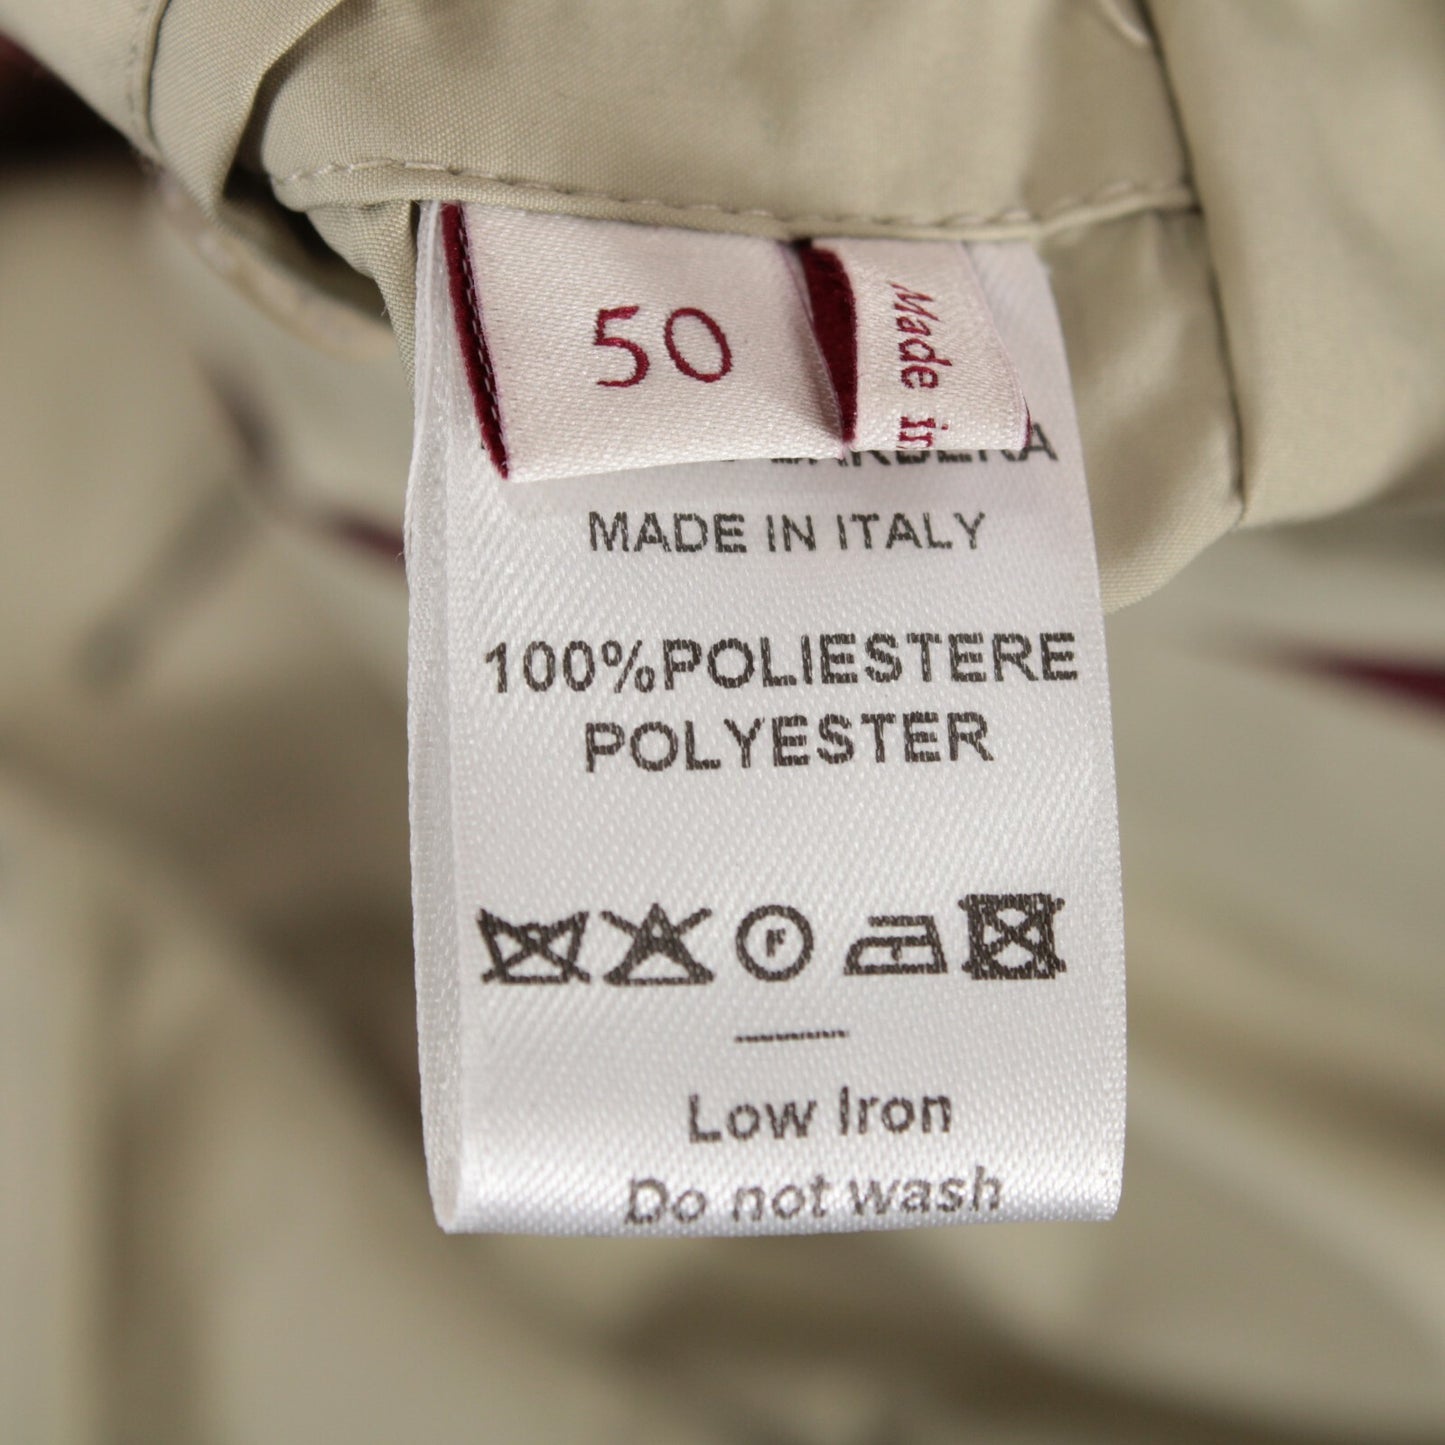 50
Made in
MADE IN ITALY
100%POLIESTERE
POLYESTER
F
Low Iron
Do not wash